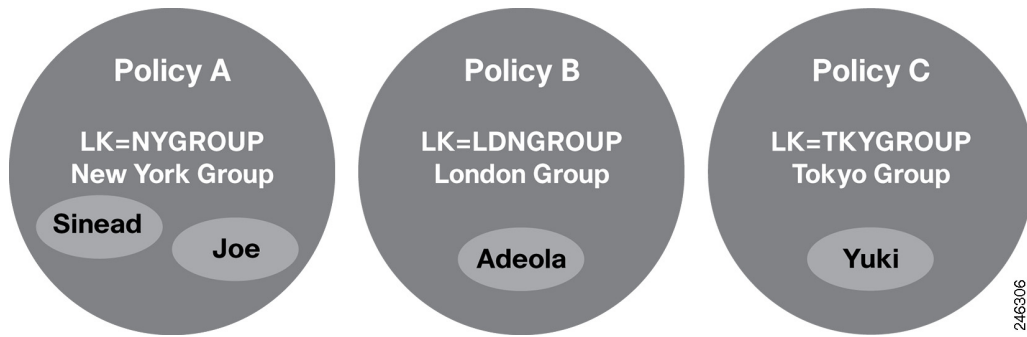 Policy A
LK=NYGROUP
New York Group
Sinead
Joe
Policy B
LK=LDNGROUP
London Group
Adeola
Policy C
LK=TKYGROUP
Tokyo Group
Yuki
246306